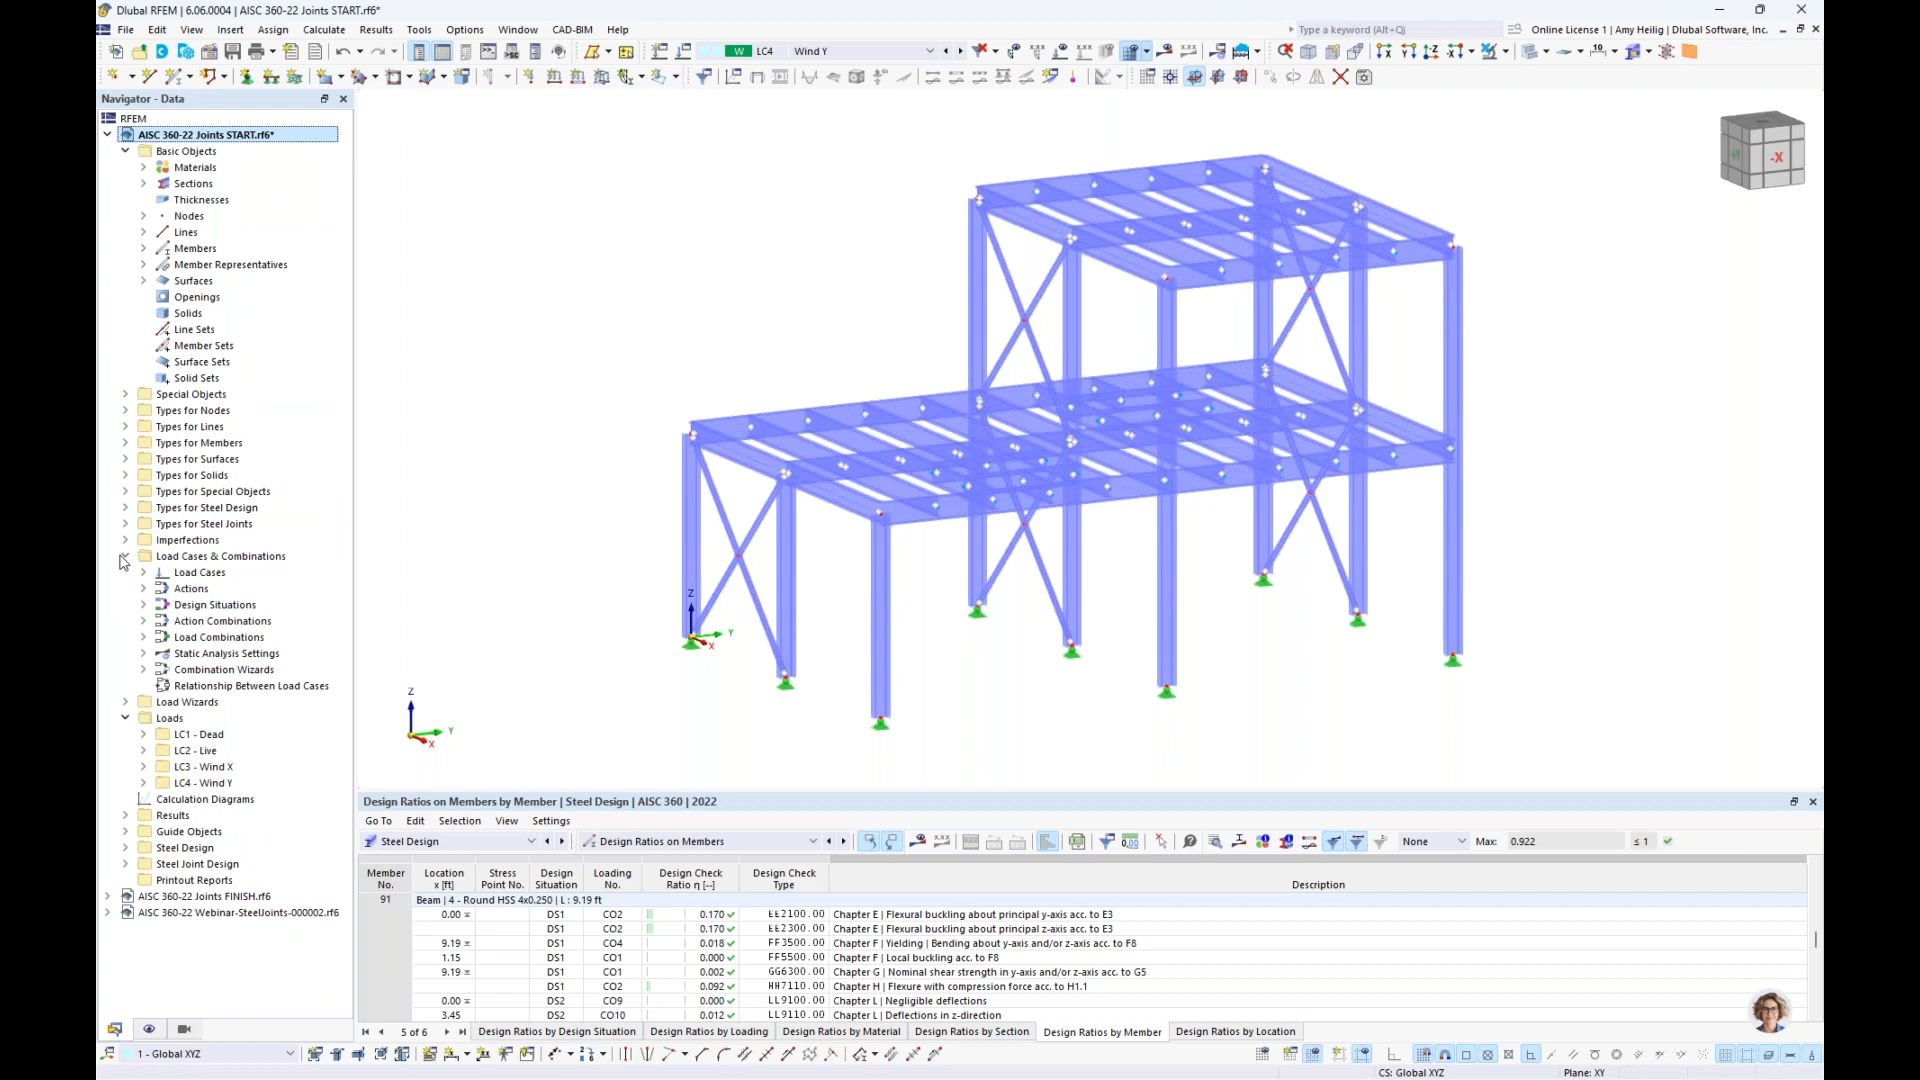 Dlubal RFEM | 6.06.0004 | AISC 360-22 Joints START.rf6*
File Edit View Insert Assign Calculate Results Tools Options Window CAD-BIM Help
Type a keyword (Alt+Q)
Online License 1 | Amy Heilig | Dlubal Software, Inc.
W LC4 Wind Y
Navigator - Data
RFEM
AISC 360-22 Joints START.rf6*
Basic Objects
Materials
Sections
Thicknesses
Nodes
Lines
Members
Member Representatives
Surfaces
Openings
Solids
Line Sets
Member Sets
Surface Sets
Solid Sets
Special Objects
Types for Nodes
Types for Lines
Types for Members
Types for Surfaces
Types for Solids
Types for Special Objects
Types for Steel Design
Types for Steel Joints
Imperfections
Load Cases & Combinations
Load Cases
Actions
Design Situations
Action Combinations
Load Combinations
Static Analysis Settings
Combination Wizards
Relationship Between Load Cases
Load Wizards
Loads
LC1 - Dead
LC2 - Live
LC3 - Wind X
LC4 - Wind Y
Calculation Diagrams
Results
Guide Objects
Steel Design
Steel Joint Design
Printout Reports
AISC 360-22 Joints FINISH.rf6
AISC 360-22 Webinar-SteelJoints-000002.rf6
1 - Global XYZ
-X
Z
Y
X
Z
Y
X
Design Ratios on Members by Member | Steel Design | AISC 360 | 2022
Go To Edit Selection View Settings
Steel Design
Design Ratios on Members
None
Max: 0.922 ≤ 1
Member No. Location x [ft] Stress Point No. Design Situation Loading No. Design Check Ratio η [--] Design Check Type Description
91 Beam | 4 - Round HSS 4x0.250 | L : 9.19 ft
0.00 DS1 CO2 0.170 EE2100.00 Chapter E | Flexural buckling about principal y-axis acc. to E3
DS1 CO2 0.170 EE2300.00 Chapter E | Flexural buckling about principal z-axis acc. to E3
9.19 DS1 CO4 0.018 FF3500.00 Chapter F | Yielding | Bending about y-axis and/or z-axis acc. to F8
1.15 DS1 CO1 0.000 FF5500.00 Chapter F | Local buckling acc. to F8
9.19 DS1 CO1 0.002 GG6300.00 Chapter G | Nominal shear strength in y-axis and/or z-axis acc. to G5
DS1 CO2 0.092 HH7110.00 Chapter H | Flexure with compression force acc. to H1.1
0.00 DS2 CO9 0.000 LL9100.00 Chapter L | Negligible deflections
3.45 DS2 CO10 0.012 LL9110.00 Chapter L | Deflections in z-direction
5 of 6
Design Ratios by Design Situation
Design Ratios by Loading
Design Ratios by Material
Design Ratios by Section
Design Ratios by Member
Design Ratios by Location
CS: Global XYZ
Plane: XY